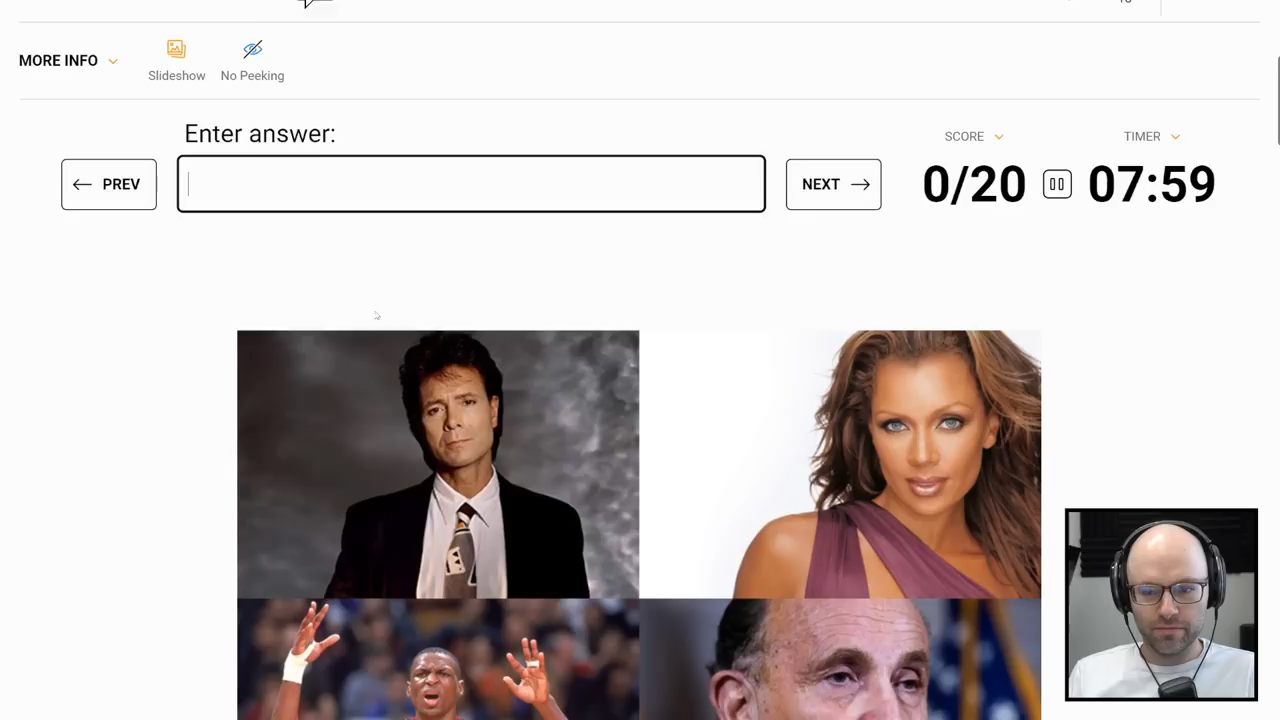 MORE INFO
Slideshow
No Peeking
Enter answer:
SCORE
TIMER
PREV
NEXT
0/20
07:59